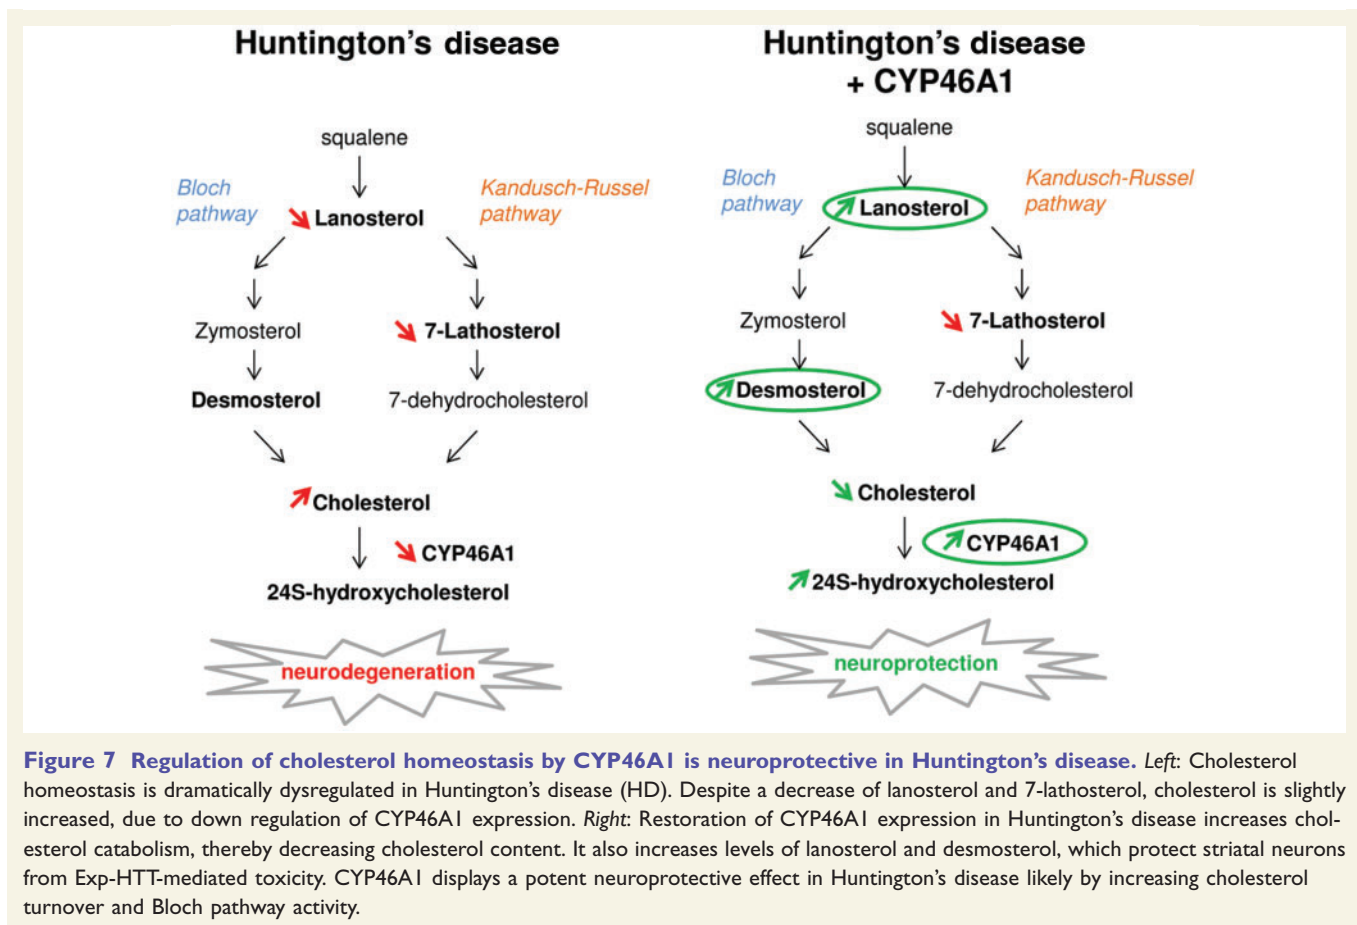 Huntington's disease
squalene
Bloch
pathway
Kandusch-Russel
pathway
Lanosterol
Zymosterol
7-Lathosterol
Desmosterol
7-dehydrocholesterol
Cholesterol
CYP46A1
24S-hydroxycholesterol
neurodegeneration
Huntington's disease
+ CYP46A1
squalene
Bloch
pathway
Kandusch-Russel
pathway
Lanosterol
Zymosterol
7-Lathosterol
Desmosterol
7-dehydrocholesterol
Cholesterol
CYP46A1
24S-hydroxycholesterol
neuroprotection
Figure 7 Regulation of cholesterol homeostasis by CYP46A1 is neuroprotective in Huntington's disease. Left: Cholesterol
homeostasis is dramatically dysregulated in Huntington's disease (HD). Despite a decrease of lanosterol and 7-lathosterol, cholesterol is slightly
increased, due to down regulation of CYP46A1 expression. Right: Restoration of CYP46A1 expression in Huntington's disease increases chol-
esterol catabolism, thereby decreasing cholesterol content. It also increases levels of lanosterol and desmosterol, which protect striatal neurons
from Exp-HTT-mediated toxicity. CYP46A1 displays a potent neuroprotective effect in Huntington's disease likely by increasing cholesterol
turnover and Bloch pathway activity.